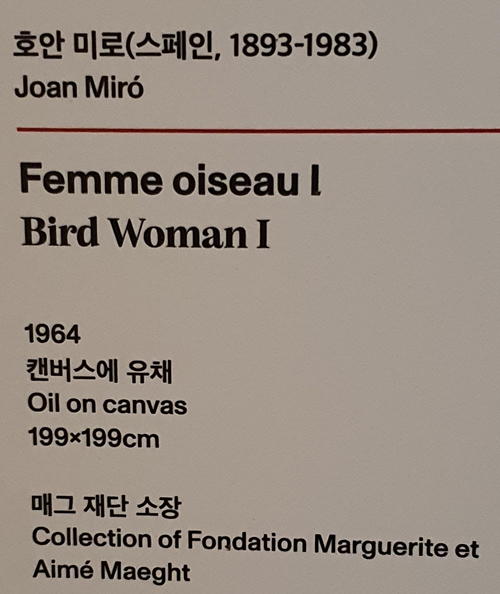 호안 미로(스페인, 1893-1983)
Joan Miró
Femme oiseau I
Bird Woman I
1964
캔버스에 유채
Oil on canvas
199×199cm
매그 재단 소장
Collection of Fondation Marguerite et
Aimé Maeght